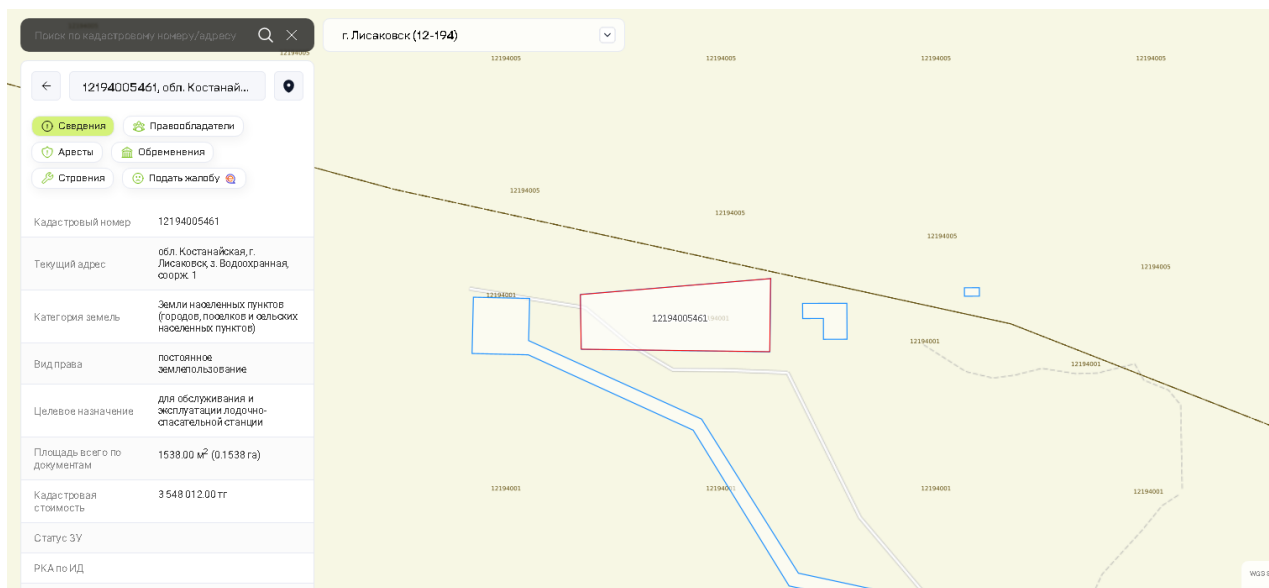 Поиск по кадастровому номеру/адресу
г. Лисаковск (12-194)
12194005
12194005
12194005
12194005
12194005
12194005461, обл. Костанай...
Сведения
Правообладатели
Аресты
Обременения
Строения
Подать жалобу
Кадастровый номер
12194005461
Текущий адрес
обл. Костанайская, г.
Лисаковск, з. Водоохранная,
сооруж. 1
Категория земель
Земли населенных пунктов
(городов, поселков и сельских
населенных пунктов)
Вид права
постоянное
землепользование
Целевое назначение
для обслуживания и
эксплуатации лодочно-
спасательной станции
Площадь всего по
документам
1538.00 м² (0.1538 га)
Кадастровая
стоимость
3 548 012.00 тг
Статус ЗУ
РКА по ИД
12194005
12194005
12194005
12194005
12194001
12194005461
194001
12194001
12194001
12194001
12194001
12194001
12194001
WGS 8